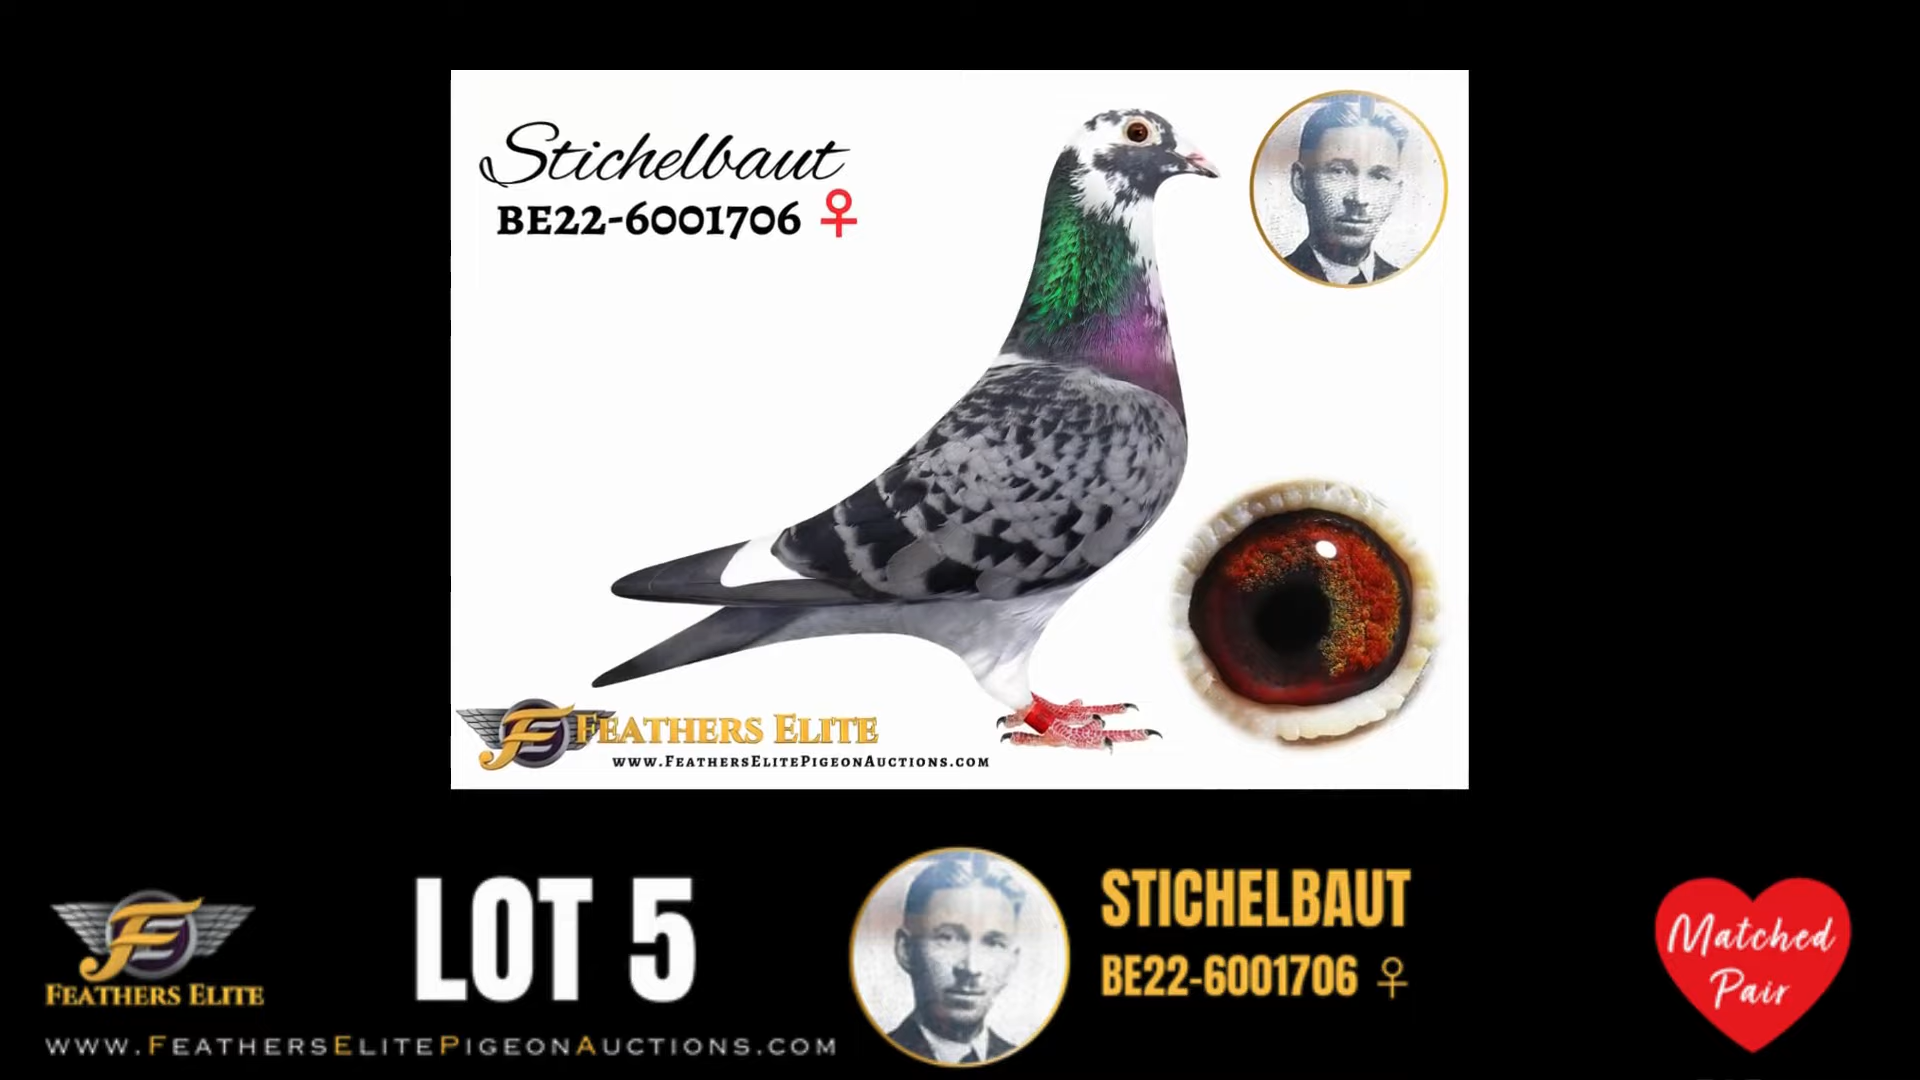 Stichelbaut
BE22-6001706 ♀
FEATHERS ELITE
WWW.FEATHERSELITEPIGEONAUCTIONS.COM
FEATHERS ELITE
WWW.FEATHERSELITEPIGEONAUCTIONS.COM
LOT 5
STICHELBAUT
BE22-6001706 ♀
Matched
Pair